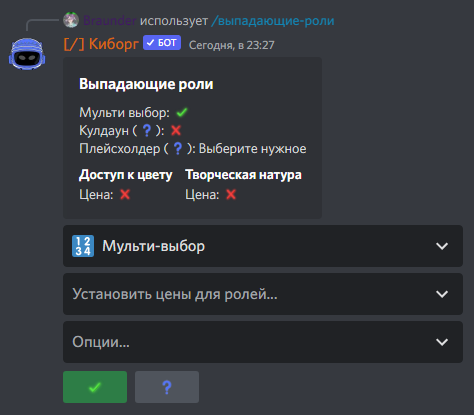 Braunder использует /выпадающие-роли
[/] Киборг ✓ БОТ Сегодня, в 23:27
Выпадающие роли
Мульти выбор: ✔
Кулдаун ( ? ): ✖
Плейсхолдер ( ? ): Выберите нужное
Доступ к цвету Творческая натура
Цена: ✖ Цена: ✖
1234 Мульти-выбор
Установить цены для ролей...
Опции...
✔ ?